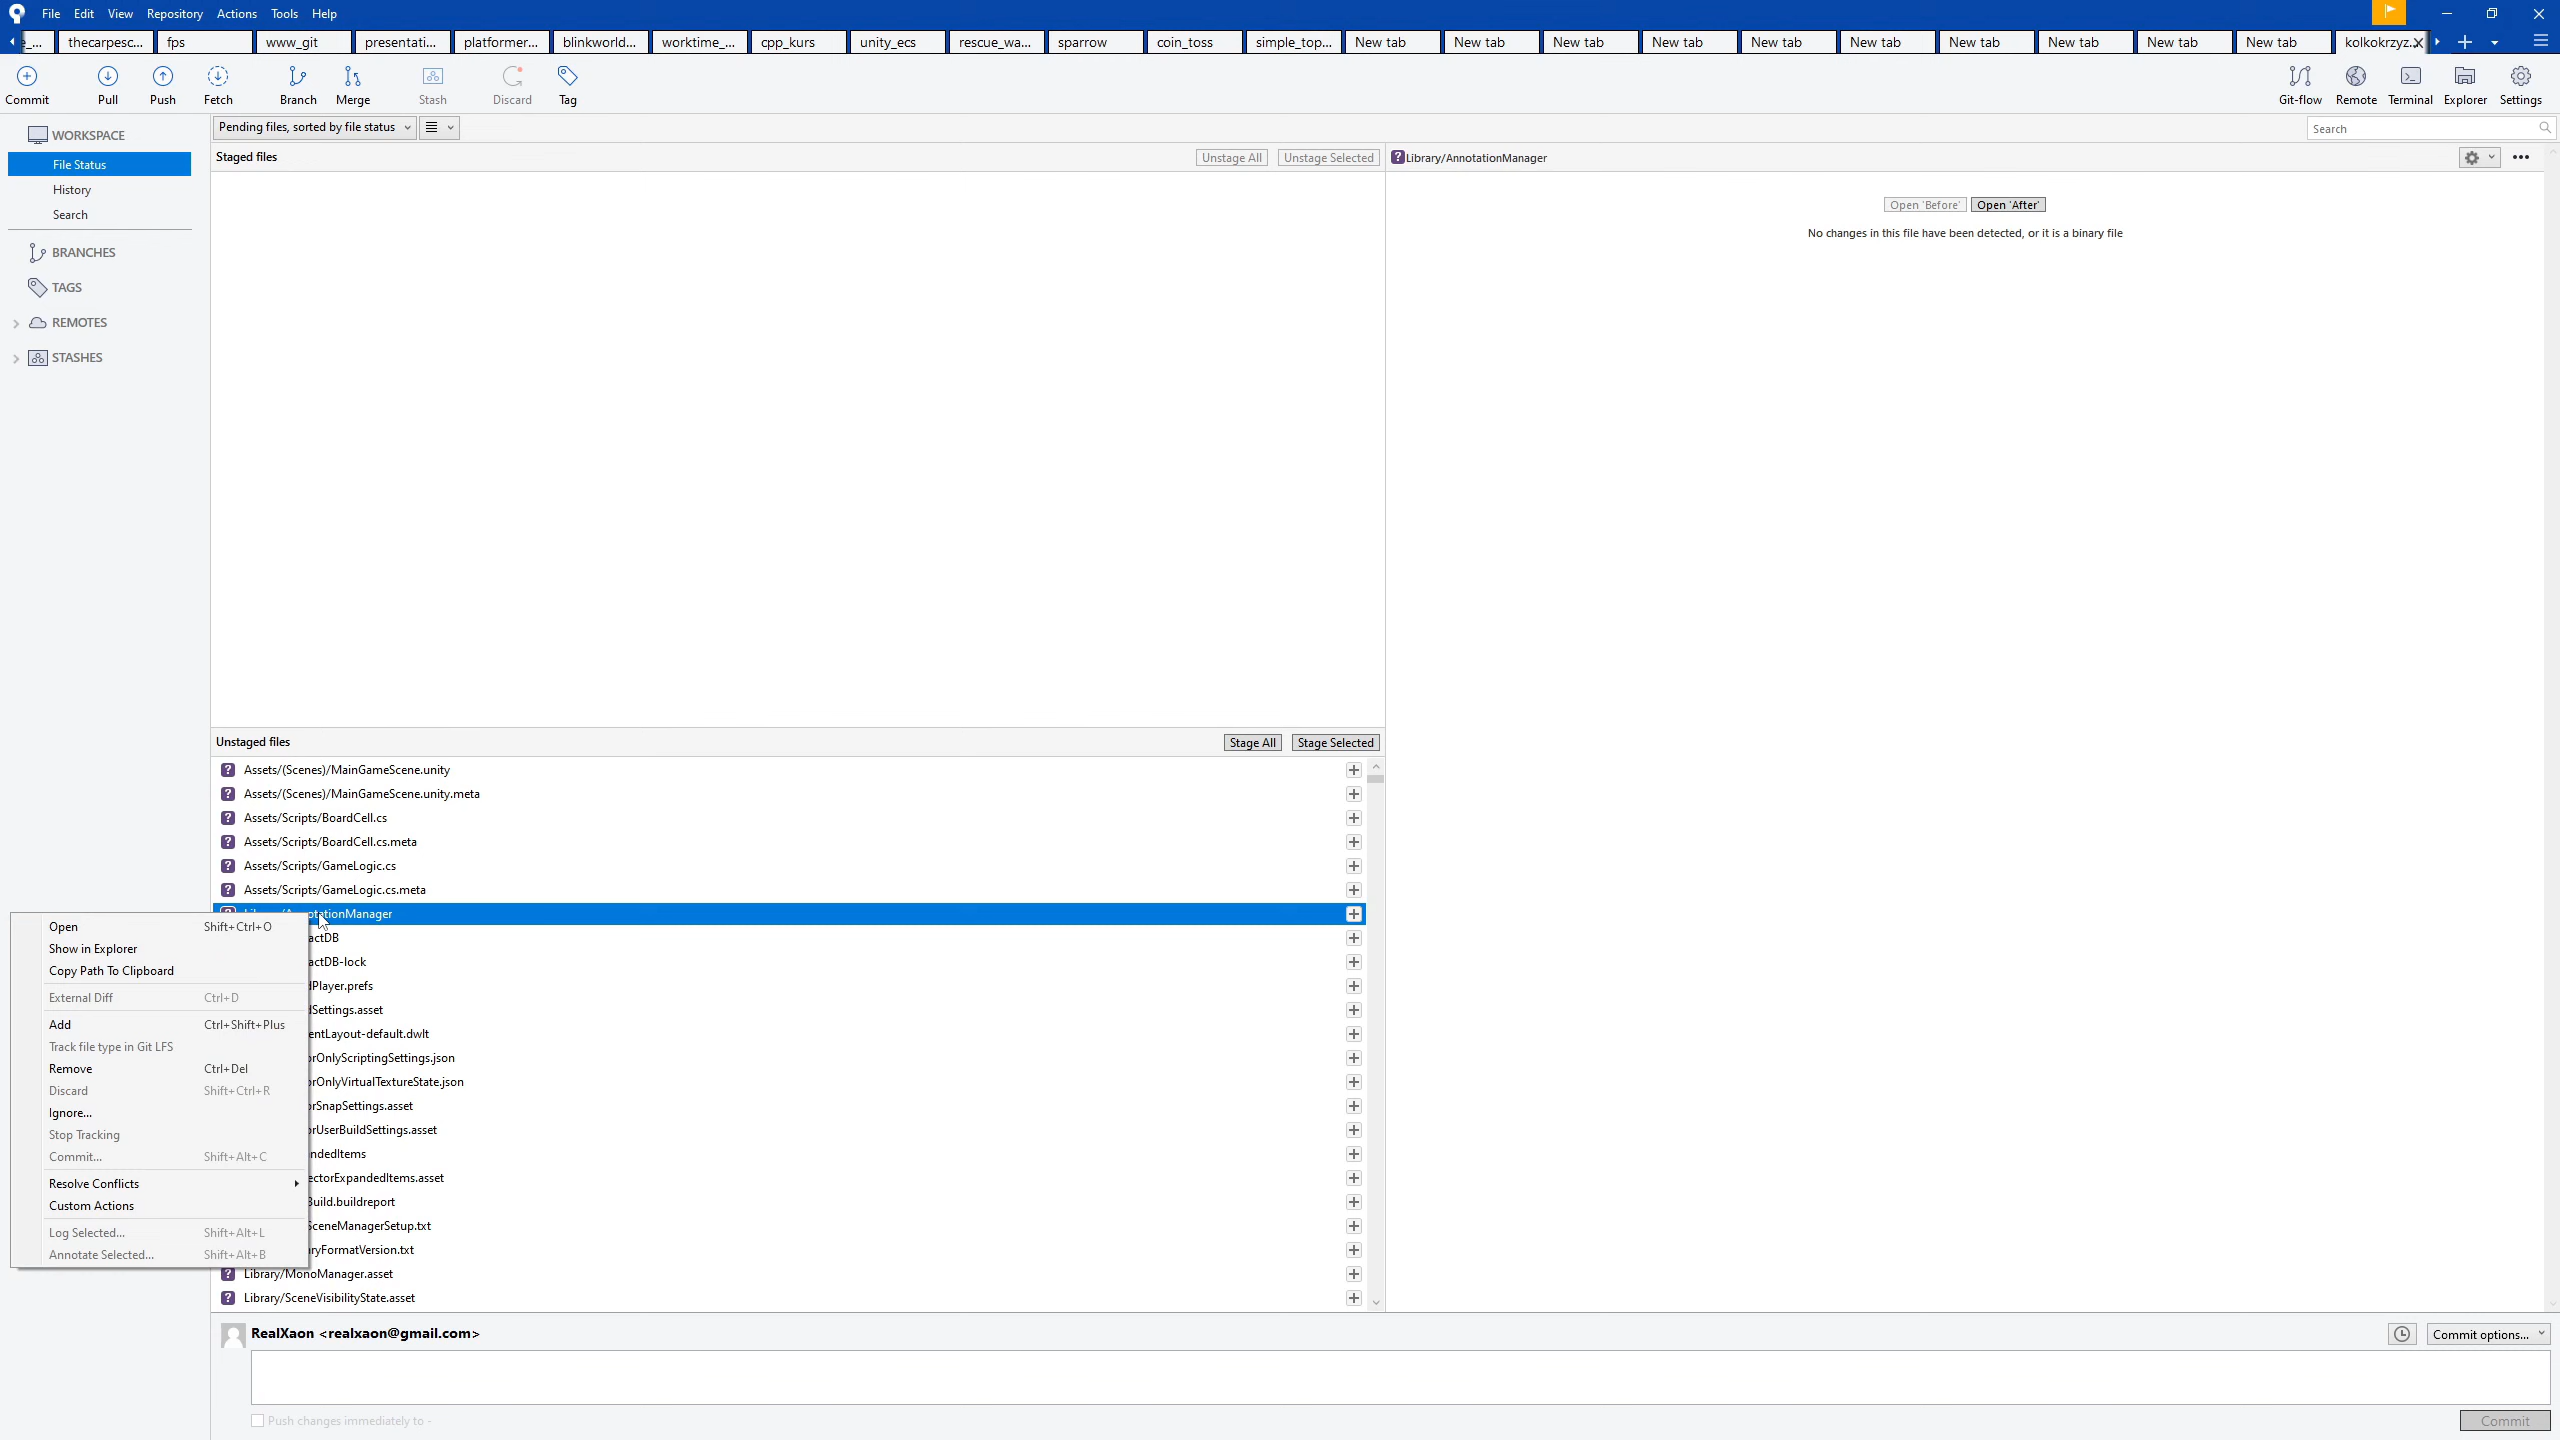 File Edit View Repository Actions Tools Help
e_... thecarpesc... fps www_git presentati... platformer... blinkworld... worktime_... cpp_kurs unity_ecs rescue_wa... sparrow coin_toss simple_top... New tab New tab New tab New tab New tab New tab New tab New tab New tab New tab kolkokrzyz...
Commit Pull Push Fetch Branch Merge Stash Discard Tag Git-flow Remote Terminal Explorer Settings
WORKSPACE
File Status
History
Search
BRANCHES
TAGS
REMOTES
STASHES
Pending files, sorted by file status
Search
Staged files Unstage All Unstage Selected
Library/AnnotationManager
Open 'Before' Open 'After'
No changes in this file have been detected, or it is a binary file
Unstaged files Stage All Stage Selected
Assets/(Scenes)/MainGameScene.unity
Assets/(Scenes)/MainGameScene.unity.meta
Assets/Scripts/BoardCell.cs
Assets/Scripts/BoardCell.cs.meta
Assets/Scripts/GameLogic.cs
Assets/Scripts/GameLogic.cs.meta
Library/AnnotationManager
actDB
actDB-lock
dPlayer.prefs
dSettings.asset
entLayout-default.dwlt
orOnlyScriptingSettings.json
orOnlyVirtualTextureState.json
orSnapSettings.asset
orUserBuildSettings.asset
ndedItems
ectorExpandedItems.asset
Build.buildreport
SceneManagerSetup.txt
ryFormatVersion.txt
Library/MonoManager.asset
Library/SceneVisibilityState.asset
Open Shift+Ctrl+O
Show in Explorer
Copy Path To Clipboard
External Diff Ctrl+D
Add Ctrl+Shift+Plus
Track file type in Git LFS
Remove Ctrl+Del
Discard Shift+Ctrl+R
Ignore...
Stop Tracking
Commit... Shift+Alt+C
Resolve Conflicts
Custom Actions
Log Selected... Shift+Alt+L
Annotate Selected... Shift+Alt+B
RealXaon <realxaon@gmail.com>
Commit options...
Push changes immediately to -
Commit